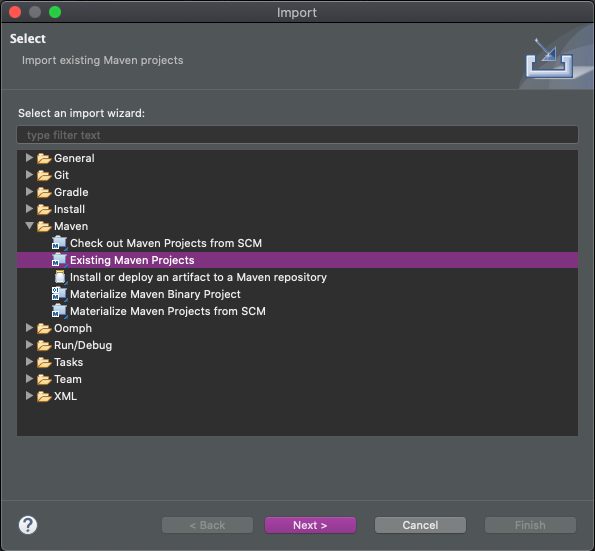 Import
Select
Import existing Maven projects
Select an import wizard:
type filter text
General
Git
Gradle
Install
Maven
Check out Maven Projects from SCM
Existing Maven Projects
Install or deploy an artifact to a Maven repository
Materialize Maven Binary Project
Materialize Maven Projects from SCM
Oomph
Run/Debug
Tasks
Team
XML
? < Back Next > Cancel Finish